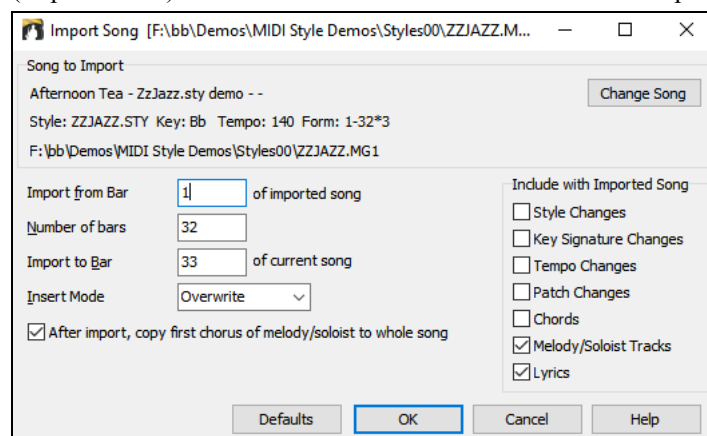 Import Song [F:\bb\Demos\MIDI Style Demos\Styles00\ZZJAZZ.M...
Song to Import
Afternoon Tea - ZzJazz.sty demo - -
Change Song
Style: ZZJAZZ.STY Key: Bb Tempo: 140 Form: 1-32*3
F:\bb\Demos\MIDI Style Demos\Styles00\ZZJAZZ.MG1
Import from Bar 1 of imported song
Number of bars 32
Import to Bar 33 of current song
Insert Mode Overwrite
After import, copy first chorus of melody/soloist to whole song
Include with Imported Song
Style Changes
Key Signature Changes
Tempo Changes
Patch Changes
Chords
Melody/Soloist Tracks
Lyrics
Defaults OK Cancel Help